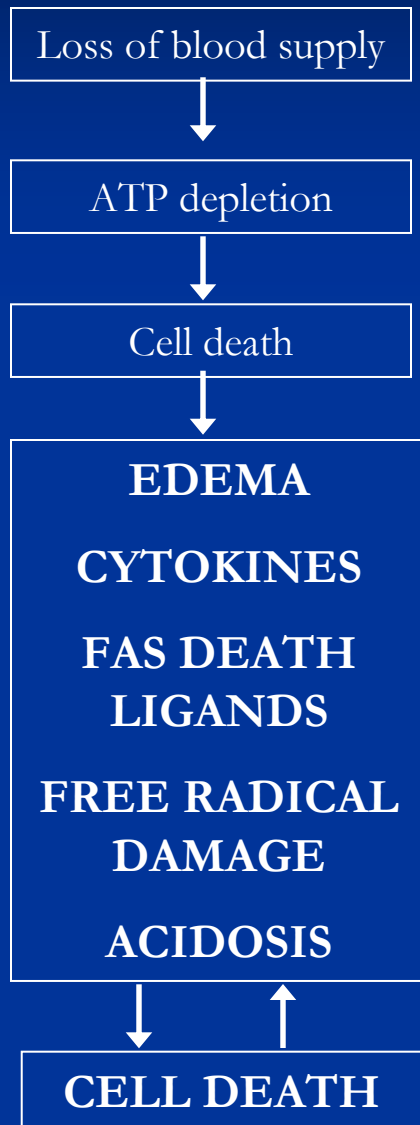 Loss of blood supply
ATP depletion
Cell death
EDEMA
CYTOKINES
FAS DEATH
LIGANDS
FREE RADICAL
DAMAGE
ACIDOSIS
CELL DEATH